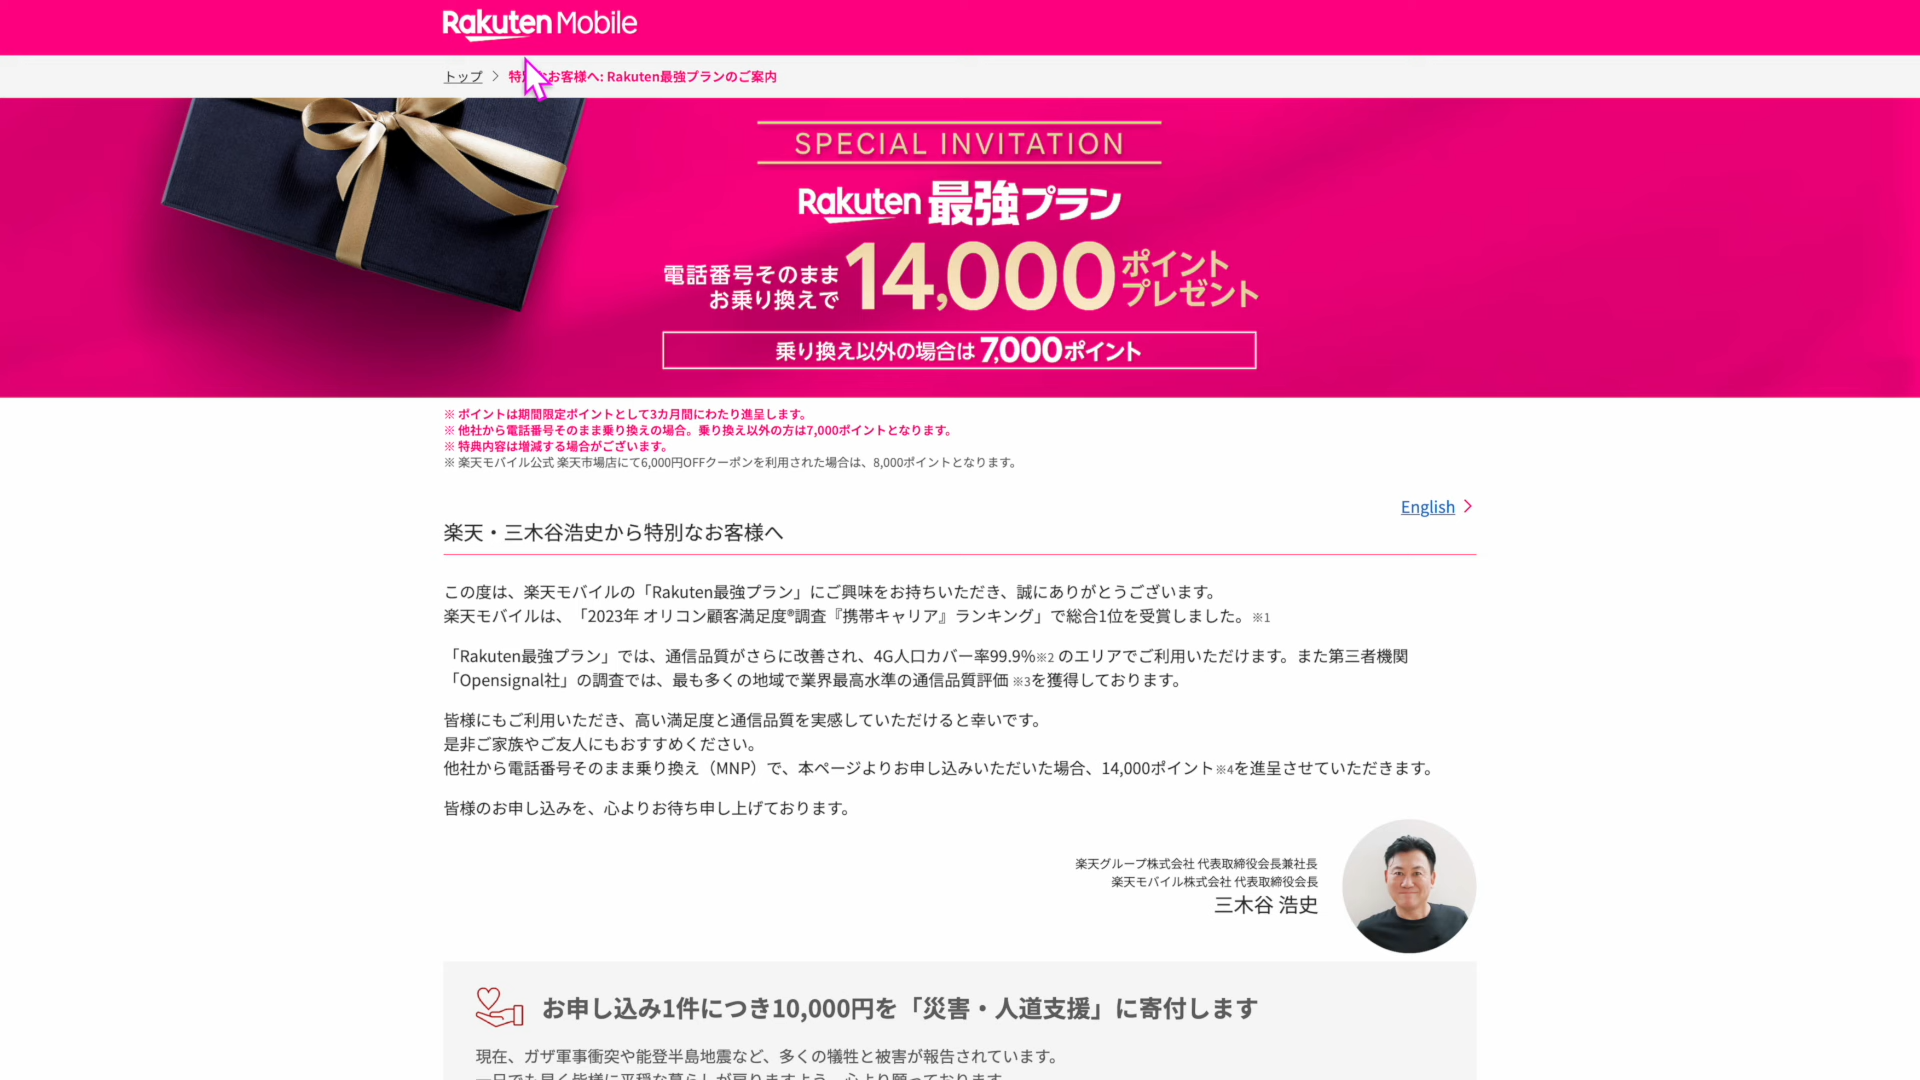 Rakuten Mobile
トップ > 特別なお客様へ: Rakuten最強プランのご案内
SPECIAL INVITATION
Rakuten 最強プラン
電話番号そのまま
お乗り換えで
14,000
ポイント
プレゼント
乗り換え以外の場合は 7,000ポイント
※ ポイントは期間限定ポイントとして3カ月間にわたり進呈します。
※ 他社から電話番号そのまま乗り換えの場合。乗り換え以外の方は7,000ポイントとなります。
※ 特典内容は増減する場合がございます。
※ 楽天モバイル公式 楽天市場店にて6,000円OFFクーポンを利用された場合は、8,000ポイントとなります。
English
楽天・三木谷浩史から特別なお客様へ
この度は、楽天モバイルの「Rakuten最強プラン」にご興味をお持ちいただき、誠にありがとうございます。
楽天モバイルは、「2023年 オリコン顧客満足度®調査『携帯キャリア』ランキング」で総合1位を受賞しました。※1
「Rakuten最強プラン」では、通信品質がさらに改善され、4G人口カバー率99.9%※2 のエリアでご利用いただけます。また第三者機関
「Opensignal社」の調査では、最も多くの地域で業界最高水準の通信品質評価 ※3を獲得しております。
皆様にもご利用いただき、高い満足度と通信品質を実感していただけると幸いです。
是非ご家族やご友人にもおすすめください。
他社から電話番号そのまま乗り換え（MNP）で、本ページよりお申し込みいただいた場合、14,000ポイント※4を進呈させていただきます。
皆様のお申し込みを、心よりお待ち申し上げております。
楽天グループ株式会社 代表取締役会長兼社長
楽天モバイル株式会社 代表取締役会長
三木谷 浩史
お申し込み1件につき10,000円を「災害・人道支援」に寄付します
現在、ガザ軍事衝突や能登半島地震など、多くの犠牲と被害が報告されています。
一日でも早く皆様に平穏な暮らしが戻りますよう、心より願っております。